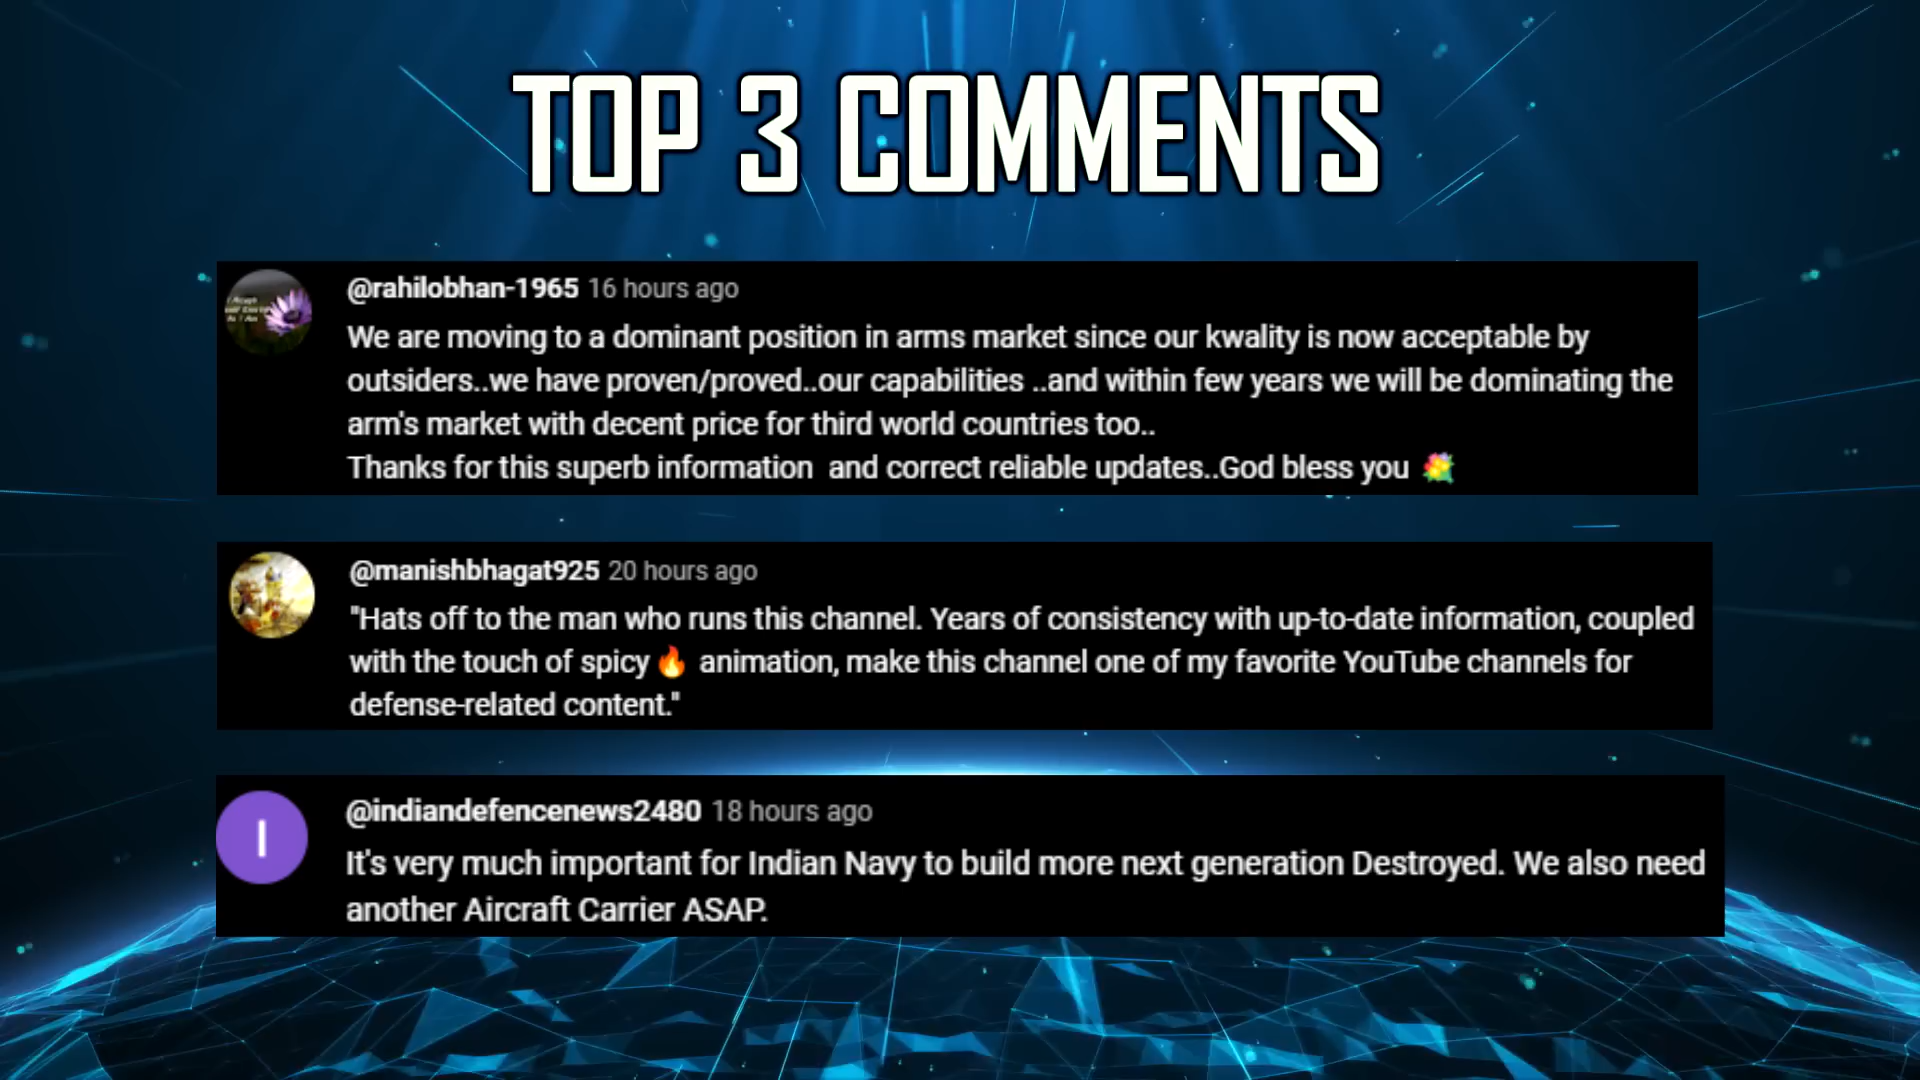 TOP 3 COMMENTS
@rahilobhan-1965 16 hours ago
We are moving to a dominant position in arms market since our kwality is now acceptable by
outsiders..we have proven/proved..our capabilities ..and within few years we will be dominating the
arm's market with decent price for third world countries too..
Thanks for this superb information  and correct reliable updates..God bless you 💐
@manishbhagat925 20 hours ago
"Hats off to the man who runs this channel. Years of consistency with up-to-date information, coupled
with the touch of spicy 🔥 animation, make this channel one of my favorite YouTube channels for
defense-related content."
I
@indiandefencenews2480 18 hours ago
It's very much important for Indian Navy to build more next generation Destroyed. We also need
another Aircraft Carrier ASAP.